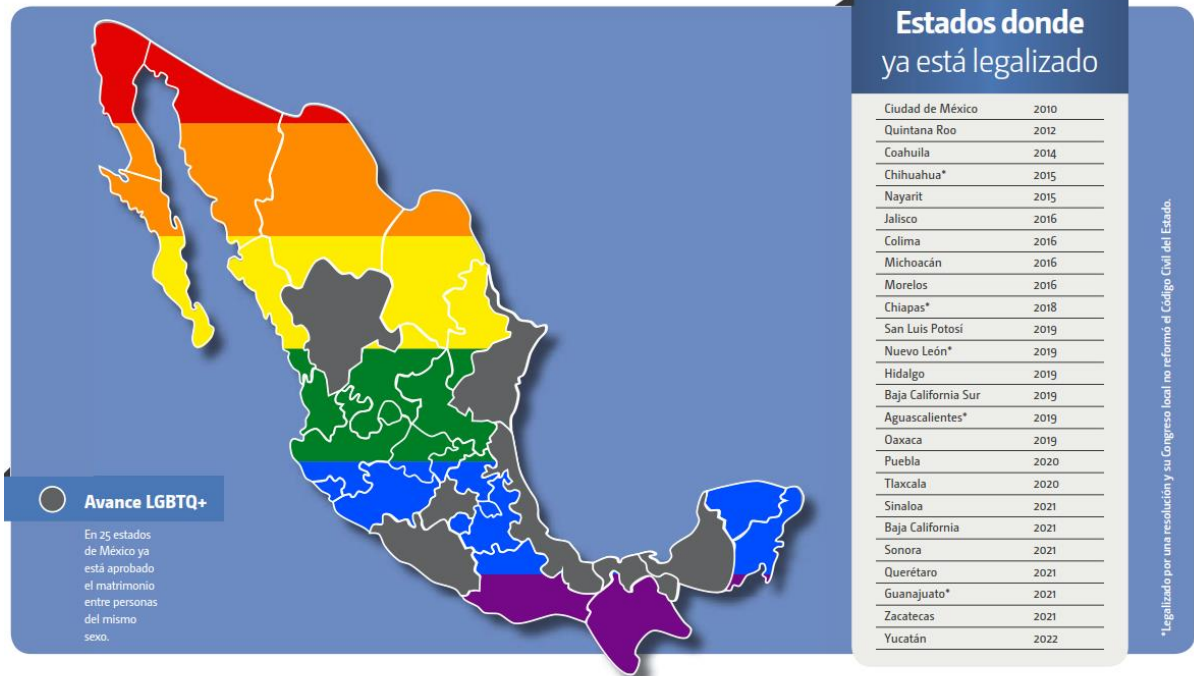 Estados donde
ya está legalizado
Ciudad de México 2010
Quintana Roo 2012
Coahuila 2014
Chihuahua* 2015
Nayarit 2015
Jalisco 2016
Colima 2016
Michoacán 2016
Morelos 2016
Chiapas* 2018
San Luis Potosí 2019
Nuevo León* 2019
Hidalgo 2019
Baja California Sur 2019
Aguascalientes* 2019
Oaxaca 2019
Puebla 2020
Tlaxcala 2020
Sinaloa 2021
Baja California 2021
Sonora 2021
Querétaro 2021
Guanajuato* 2021
Zacatecas 2021
Yucatán 2022
*Legalizado por una resolución y su Congreso local no reformó el Código Civil del Estado.
Avance LGBTQ+
En 25 estados
de México ya
está aprobado
el matrimonio
entre personas
del mismo
sexo.